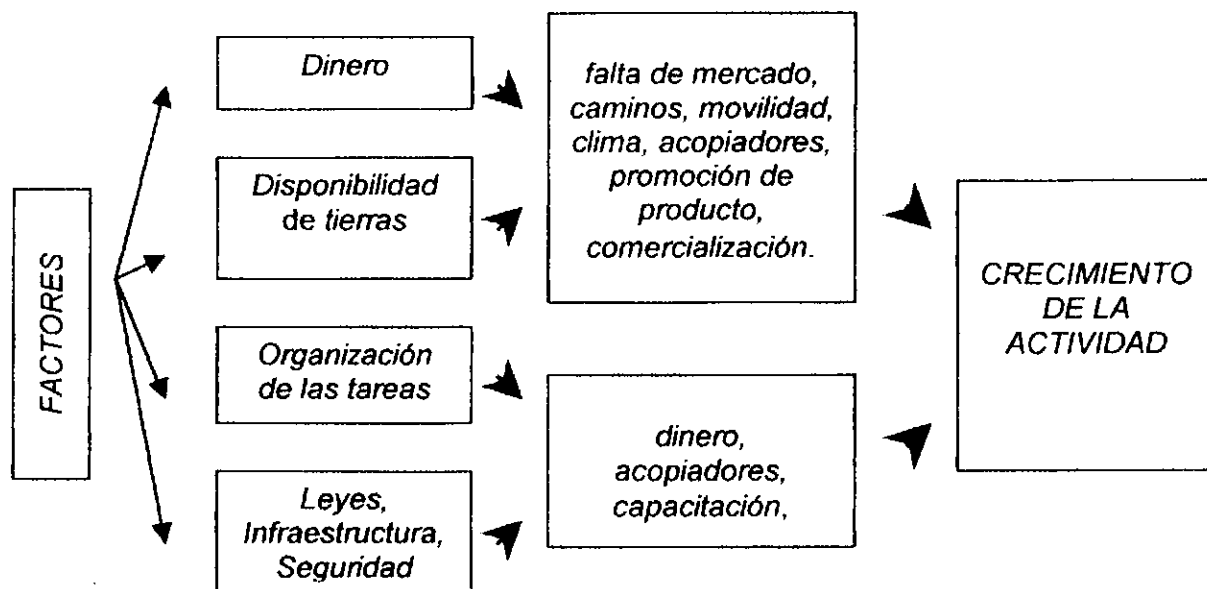 FACTORES
Dinero
Disponibilidad
de tierras
Organización
de las tareas
Leyes,
Infraestructura,
Seguridad
falta de mercado,
caminos, movilidad,
clima, acopiadores,
promoción de
producto,
comercialización.
dinero,
acopiadores,
capacitación,
CRECIMIENTO
DE LA
ACTIVIDAD